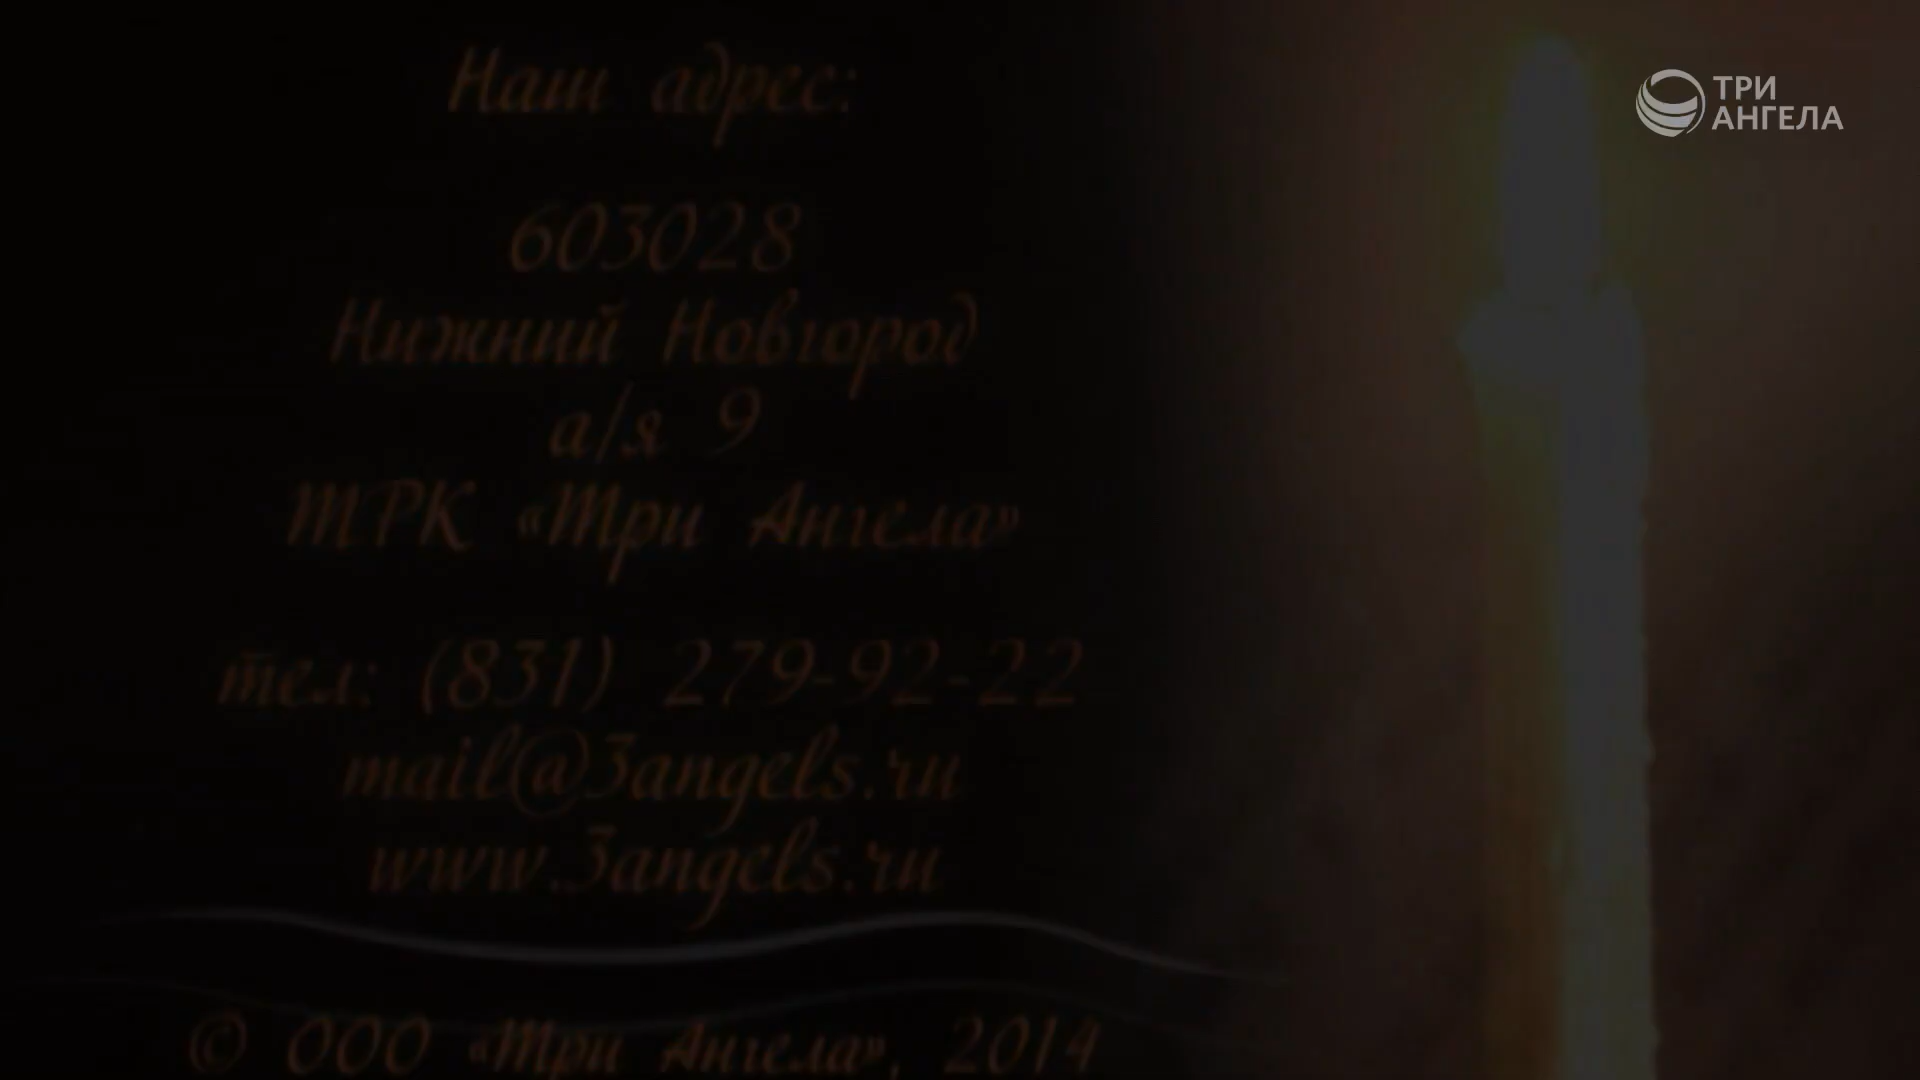 Наш адрес:
603028
Нижний Новгород
а/я 9
ТРК «Три Ангела»
тел: (831) 279-92-22
mail@3angels.ru
www.3angels.ru
© ООО «Три Ангела», 2014
ТРИ
АНГЕЛА